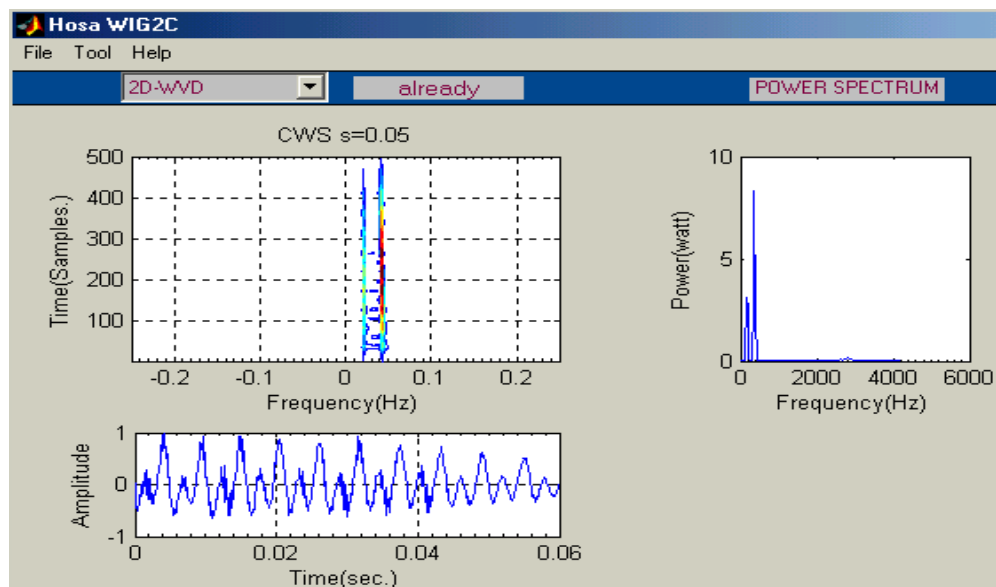 Hosa WIG2C
File Tool Help
2D-WVD
already
POWER SPECTRUM
CWS s=0.05
500
400
300
200
100
Time(Samples.)
-0.2 -0.1 0 0.1 0.2
Frequency(Hz)
10
5
0
Power(watt)
0 2000 4000 6000
Frequency(Hz)
1
0
-1
Amplitude
0 0.02 0.04 0.06
Time(sec.)